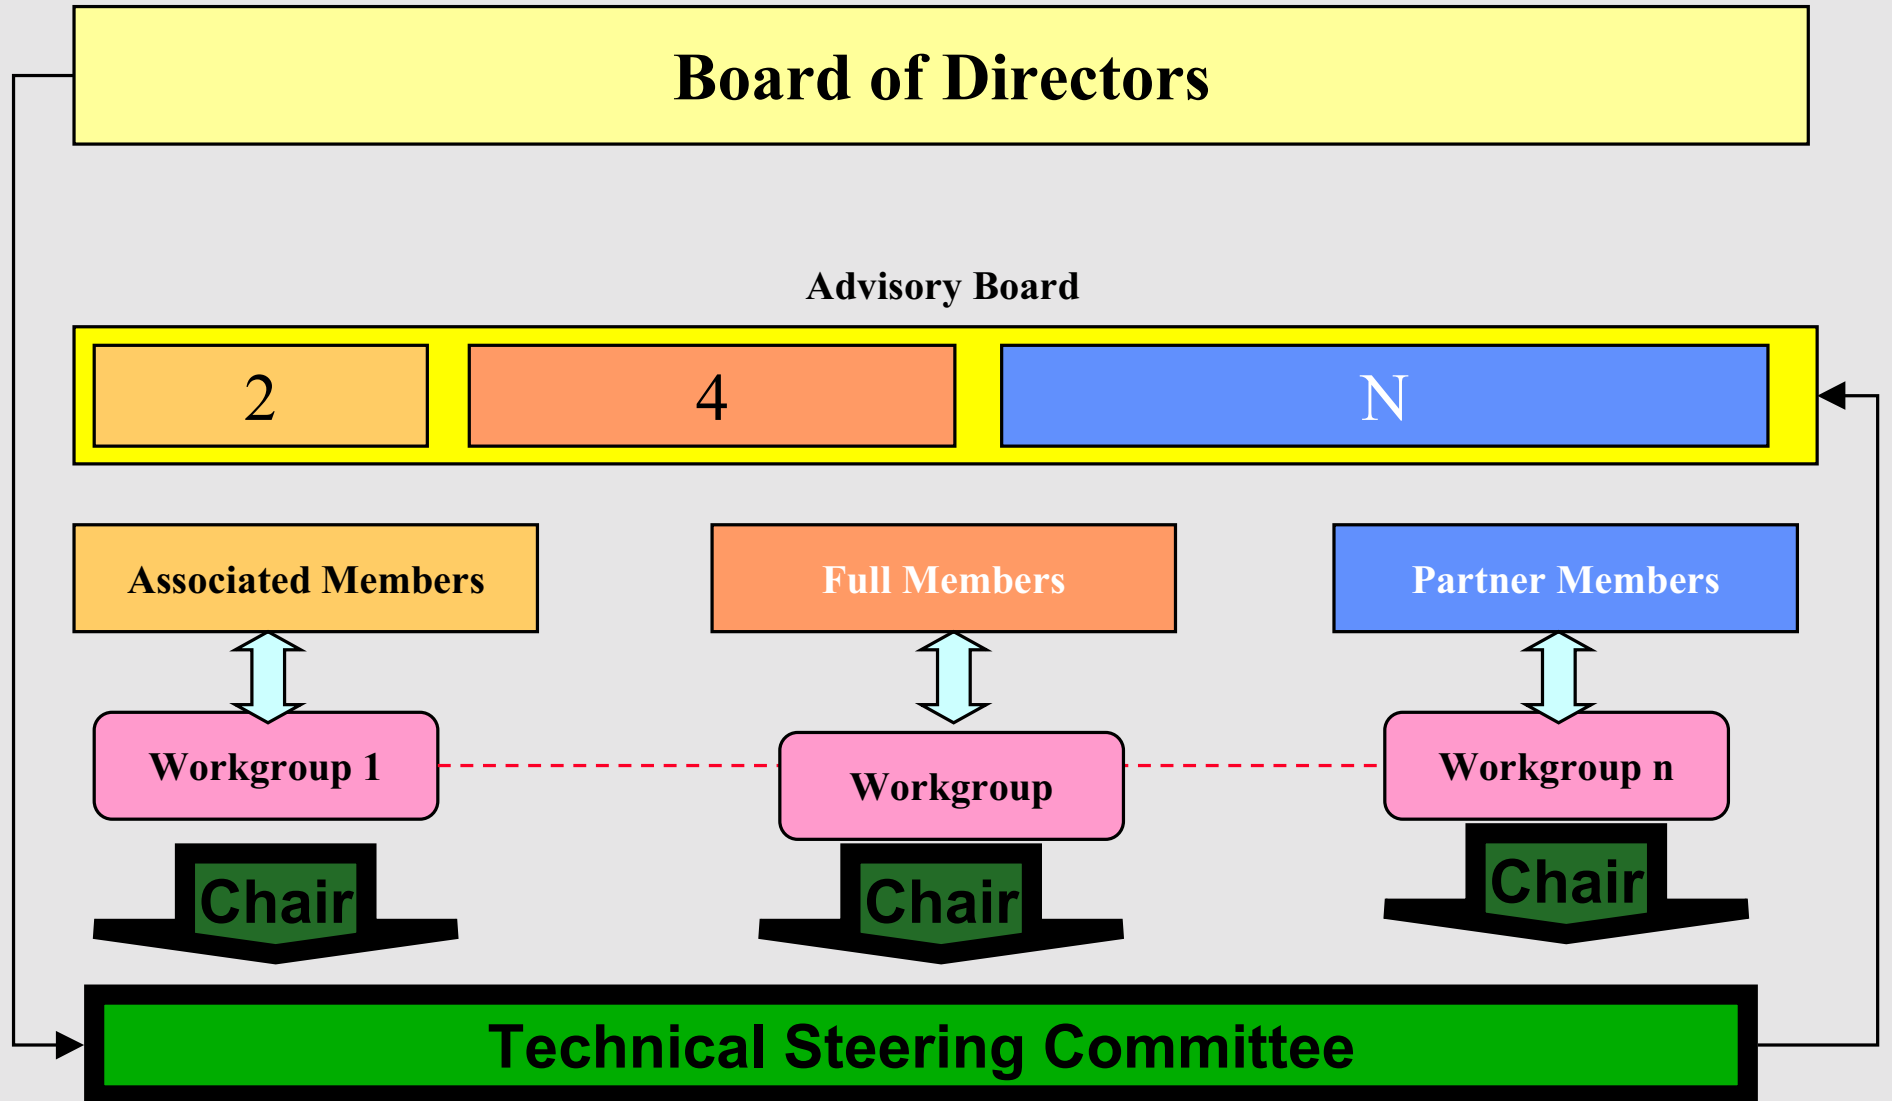 Board of Directors
Advisory Board
2
4
N
Associated Members
Full Members
Partner Members
Workgroup 1
Workgroup
Workgroup n
Chair
Chair
Chair
Technical Steering Committee